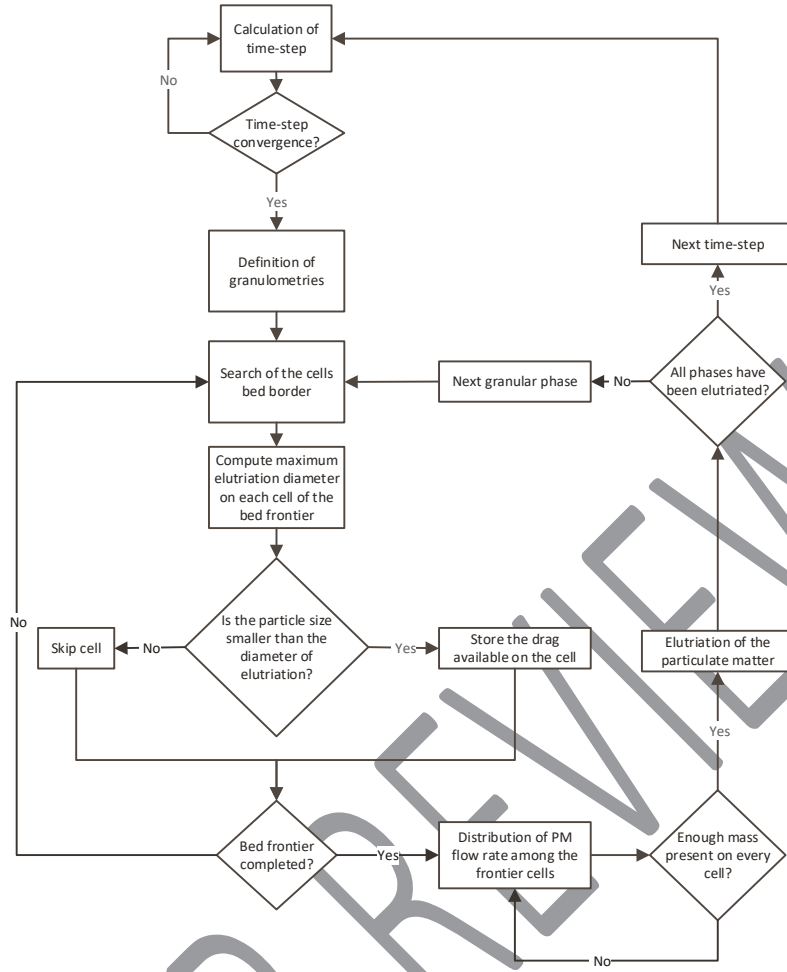 Calculation of
time-step
No
Time-step
convergence?
Yes
Definition of
granulometries
Next time-step
Yes
Search of the cells
bed border
Next granular phase
No
All phases have
been elutriated?
Compute maximum
elutriation diameter
on each cell of the
bed frontier
No
Is the particle size
smaller than the
diameter of
elutriation?
Skip cell
No
Yes
Store the drag
available on the cell
Elutriation of the
particulate matter
Yes
Bed frontier
completed?
Yes
Distribution of PM
flow rate among the
frontier cells
Enough mass
present on every
cell?
No
REVIEW